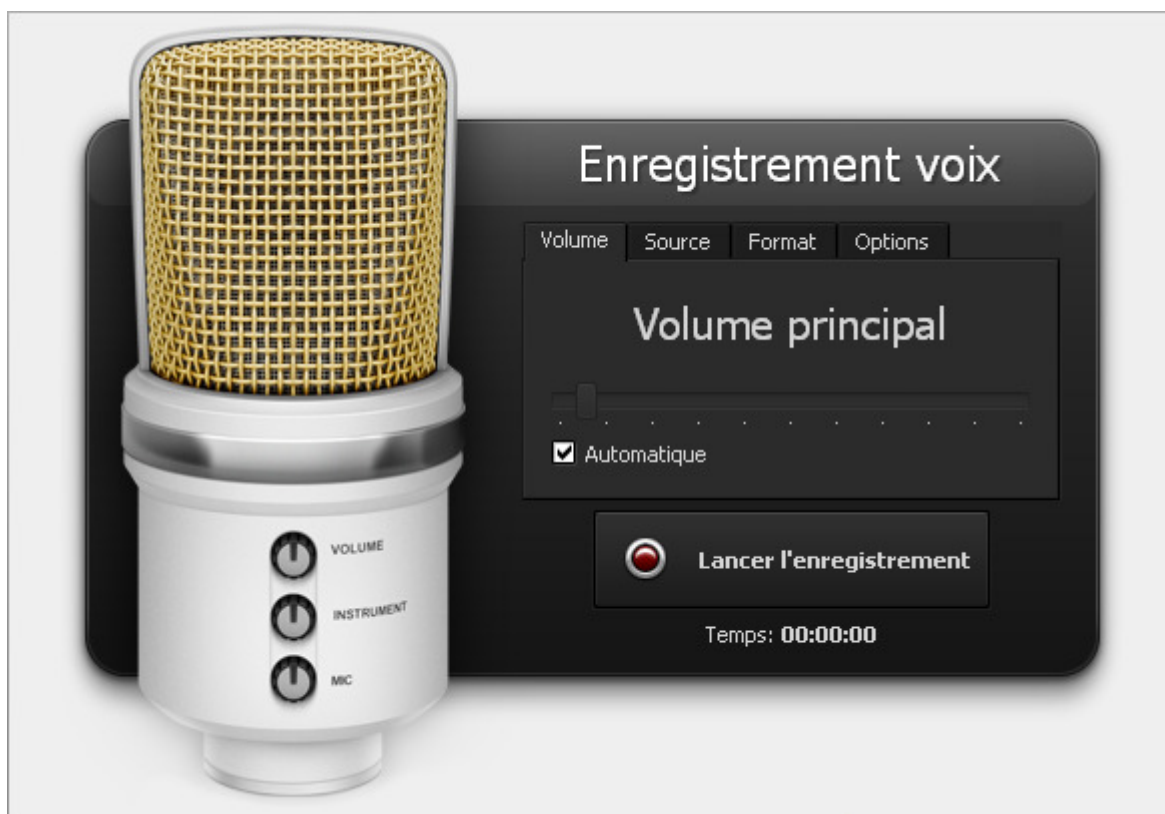 Enregistrement voix
Volume Source Format Options
Volume principal
Automatique
VOLUME
Lancer l'enregistrement
INSTRUMENT
Temps: 00:00:00
MIC